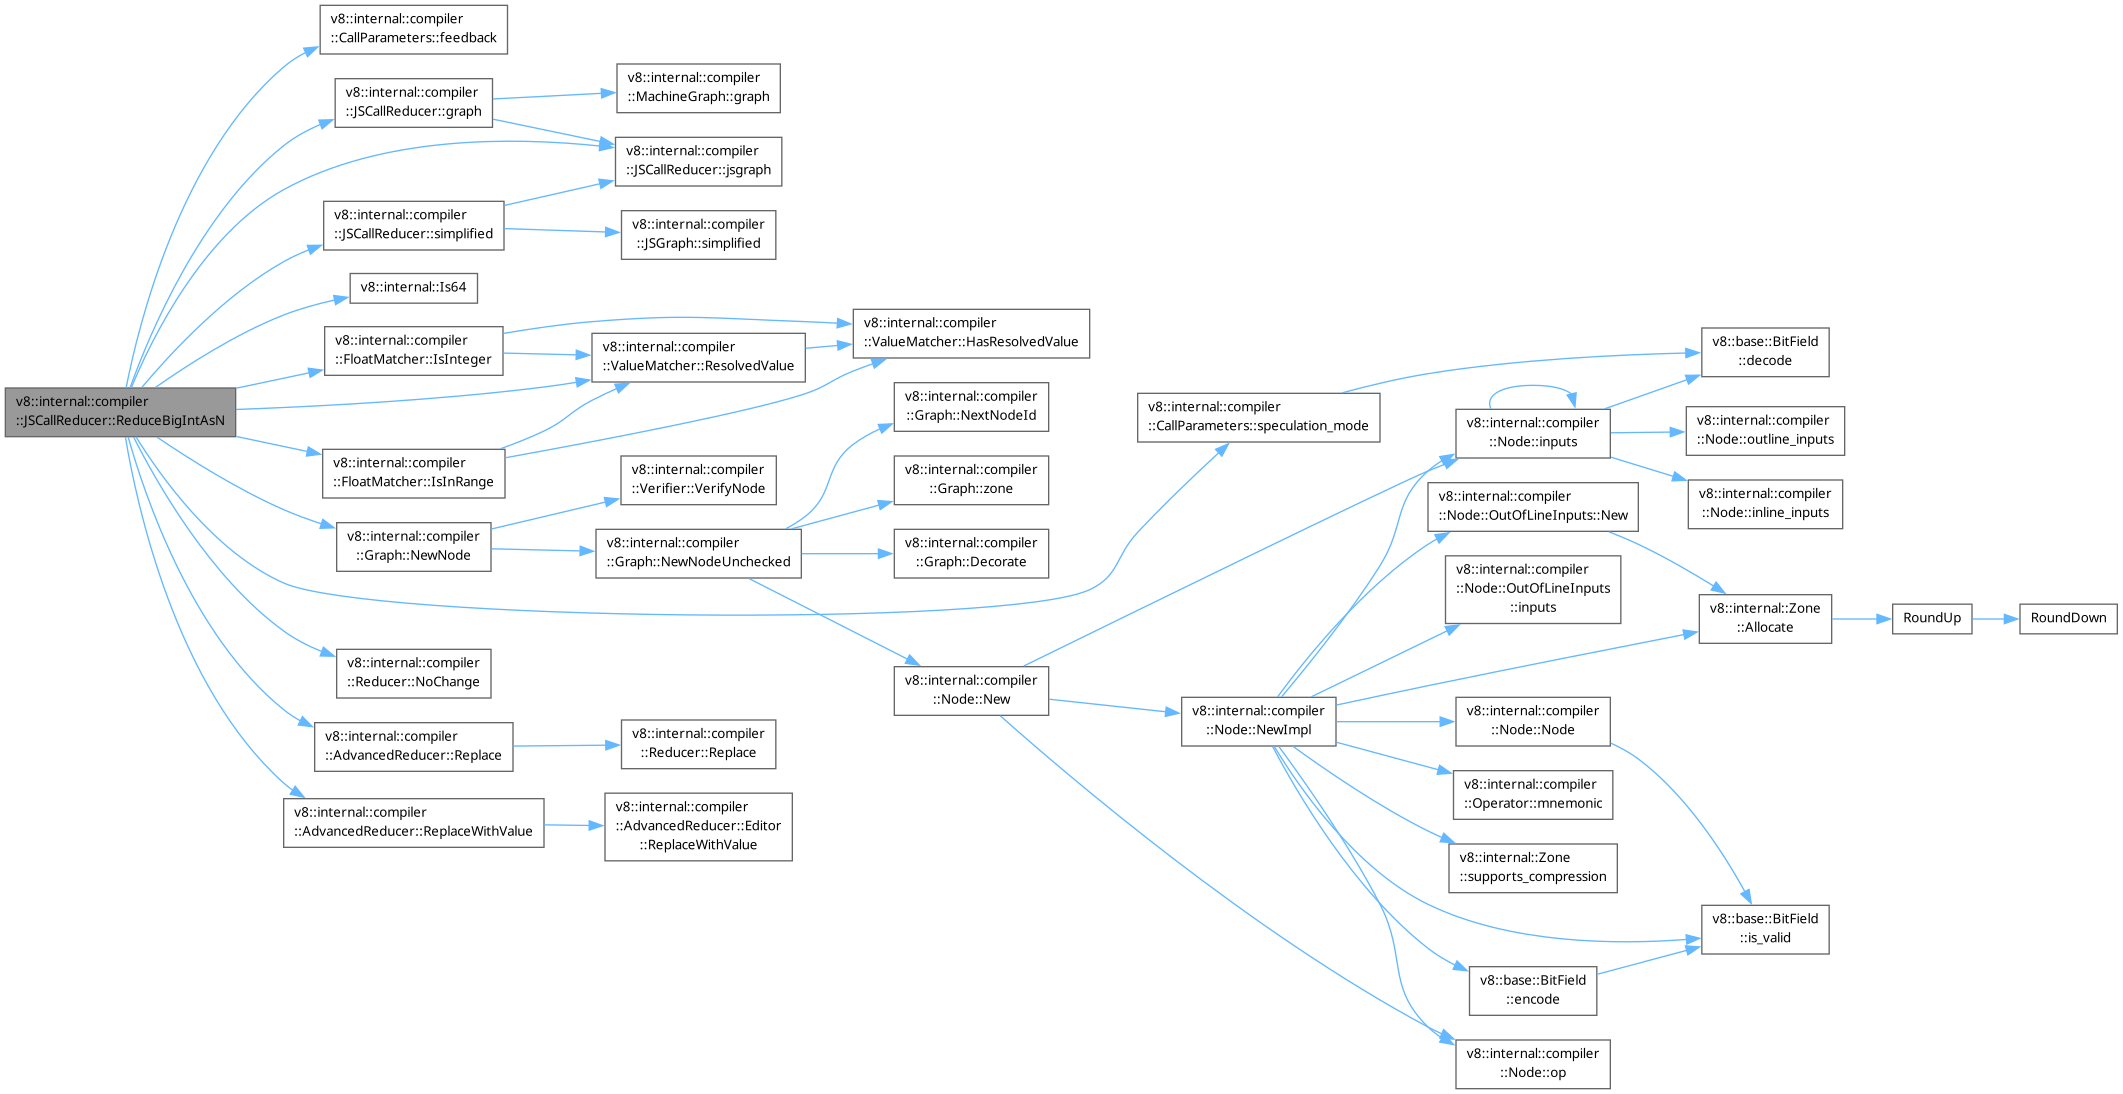 v8::internal::compiler
::JSCallReducer::ReduceBigIntAsN
v8::internal::compiler
::CallParameters::feedback
v8::internal::compiler
::JSCallReducer::graph
v8::internal::compiler
::MachineGraph::graph
v8::internal::compiler
::JSCallReducer::jsgraph
v8::internal::compiler
::JSCallReducer::simplified
v8::internal::compiler
::JSGraph::simplified
v8::internal::Is64
v8::internal::compiler
::FloatMatcher::IsInteger
v8::internal::compiler
::ValueMatcher::ResolvedValue
v8::internal::compiler
::ValueMatcher::HasResolvedValue
v8::internal::compiler
::FloatMatcher::IsInRange
v8::internal::compiler
::Graph::NewNode
v8::internal::compiler
::Verifier::VerifyNode
v8::internal::compiler
::Graph::NewNodeUnchecked
v8::internal::compiler
::Graph::NextNodeId
v8::internal::compiler
::Graph::zone
v8::internal::compiler
::Graph::Decorate
v8::internal::compiler
::Node::New
v8::internal::compiler
::CallParameters::speculation_mode
v8::internal::compiler
::Node::NewImpl
v8::internal::compiler
::Node::inputs
v8::base::BitField
::decode
v8::internal::compiler
::Node::outline_inputs
v8::internal::compiler
::Node::inline_inputs
v8::internal::compiler
::Node::OutOfLineInputs::New
v8::internal::compiler
::Node::OutOfLineInputs
::inputs
v8::internal::Zone
::Allocate
RoundUp
RoundDown
v8::internal::compiler
::Node::Node
v8::internal::compiler
::Operator::mnemonic
v8::internal::Zone
::supports_compression
v8::base::BitField
::is_valid
v8::base::BitField
::encode
v8::internal::compiler
::Node::op
v8::internal::compiler
::Reducer::NoChange
v8::internal::compiler
::AdvancedReducer::Replace
v8::internal::compiler
::Reducer::Replace
v8::internal::compiler
::AdvancedReducer::ReplaceWithValue
v8::internal::compiler
::AdvancedReducer::Editor
::ReplaceWithValue